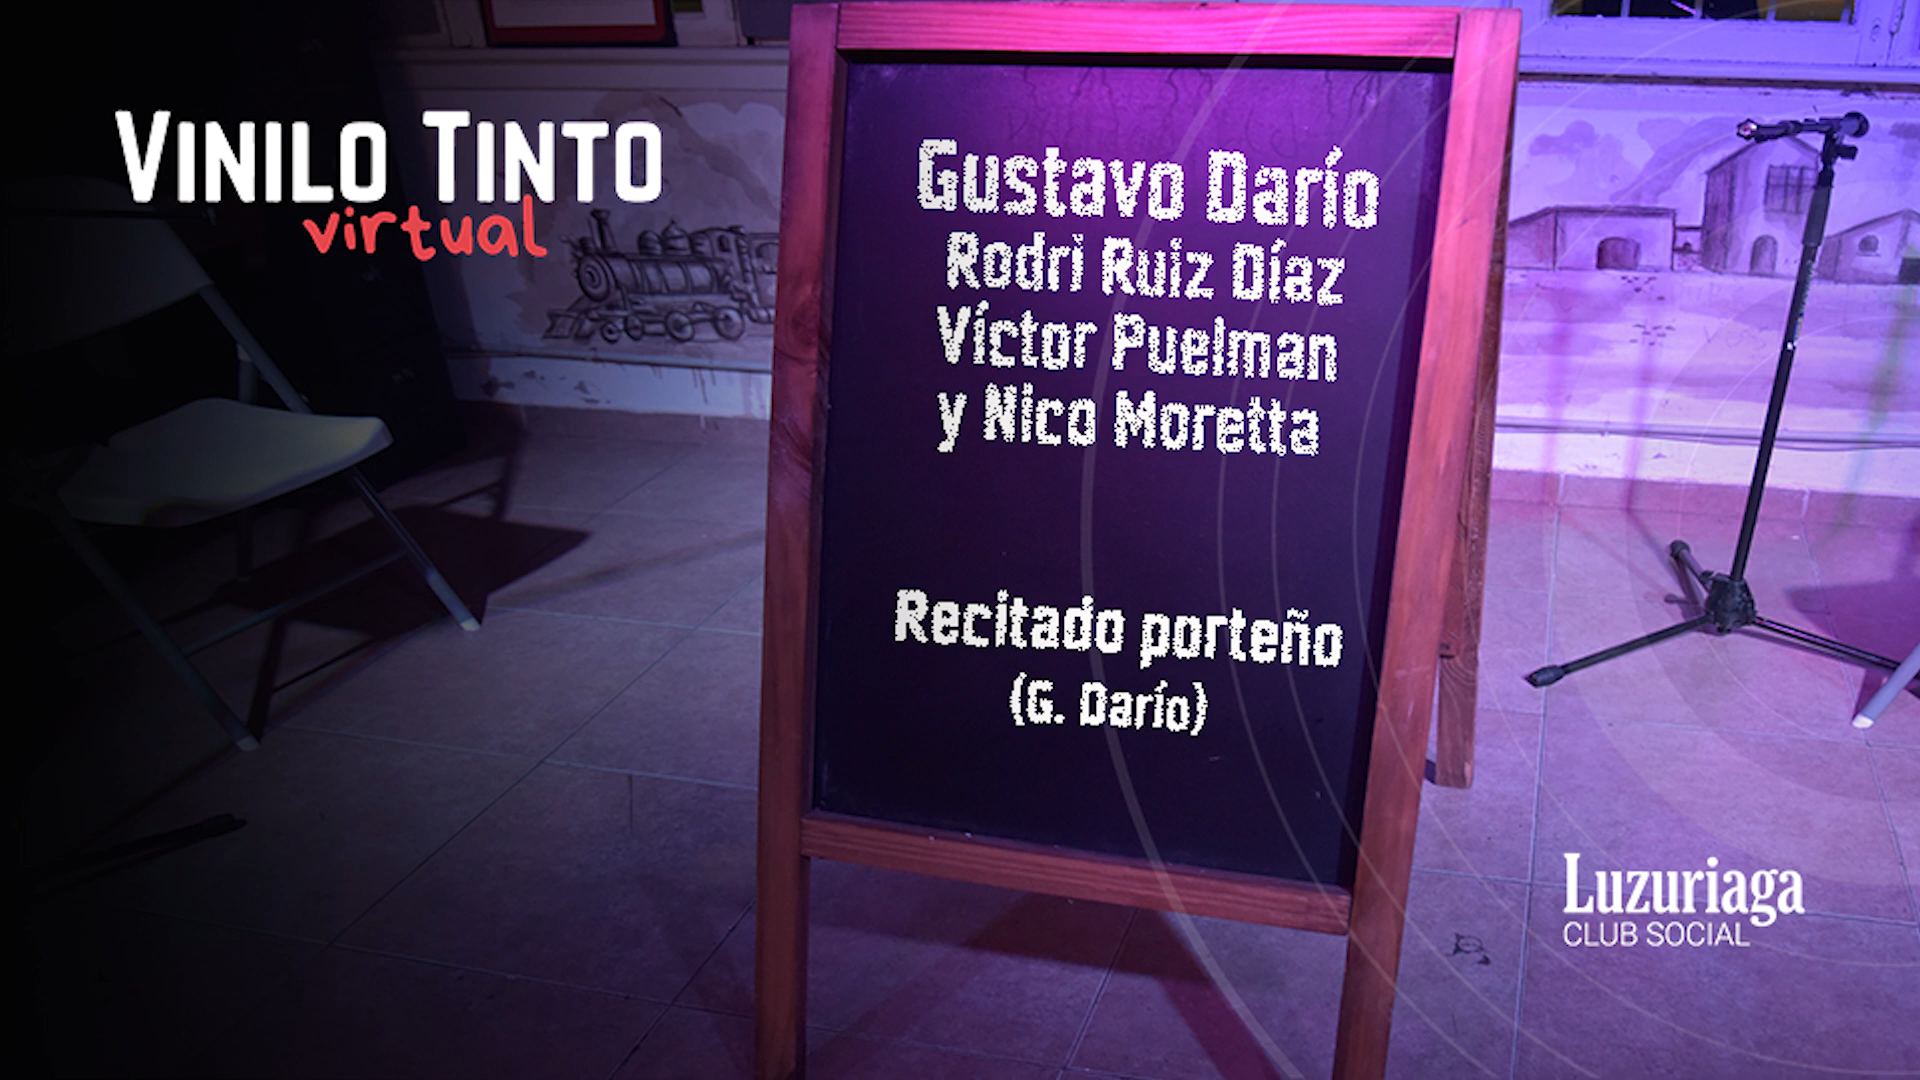 VINILO TINTO
virtual
Gustavo Darío
Rodri Ruiz Díaz
Víctor Puelman
y Nico Moretta
Recitado porteño
(G. Darío)
Luzuriaga
CLUB SOCIAL